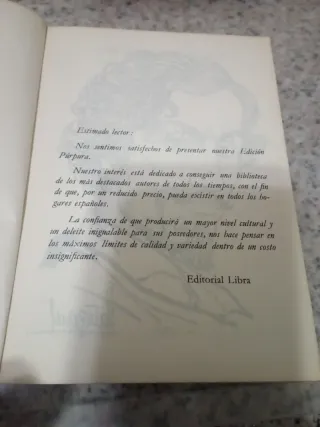 Estimado lector:
Nos sentimos satisfechos de presentar nuestra Edición
Púrpura.
Nuestro interés está dedicado a conseguir una biblioteca
de los más destacados autores de todos los tiempos, con el fin
de que, por un reducido precio, pueda existir en todos los ho-
gares españoles.
La confianza de que producirá un mayor nivel cultural y
un deleite inigualable para sus poseedores, nos hace pensar en
los máximos límites de calidad y variedad dentro de un costo
insignificante.
Editorial Libra